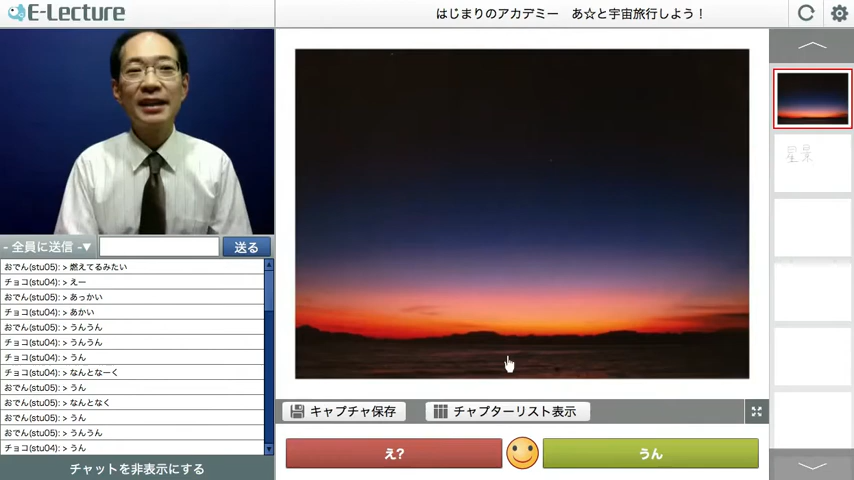 E-Lecture
はじまりのアカデミー あ☆と宇宙旅行しよう！
星景
- 全員に送信 -▼
送る
おでん(stu05): > 燃えてるみたい
チョコ(stu04): > えー
おでん(stu05): > あっかい
チョコ(stu04): > あかい
おでん(stu05): > うんうん
チョコ(stu04): > うんうん
チョコ(stu04): > うん
チョコ(stu04): > なんとなーく
おでん(stu05): > うん
おでん(stu05): > なんとなく
おでん(stu05): > うん
おでん(stu05): > うんうん
チョコ(stu04): > うん
チャットを非表示にする
キャプチャ保存
チャプターリスト表示
え?
うん